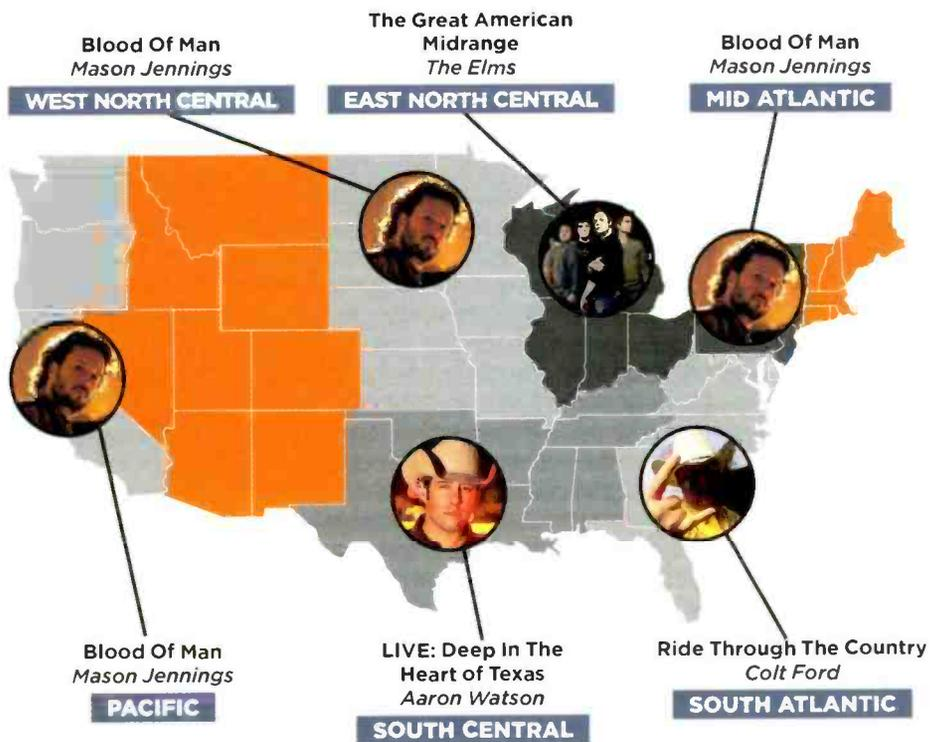 Blood Of Man
Mason Jennings
WEST NORTH CENTRAL
The Great American
Midrange
The Elms
EAST NORTH CENTRAL
Blood Of Man
Mason Jennings
MID ATLANTIC
Blood Of Man
Mason Jennings
PACIFIC
LIVE: Deep In The
Heart of Texas
Aaron Watson
SOUTH CENTRAL
Ride Through The Country
Colt Ford
SOUTH ATLANTIC